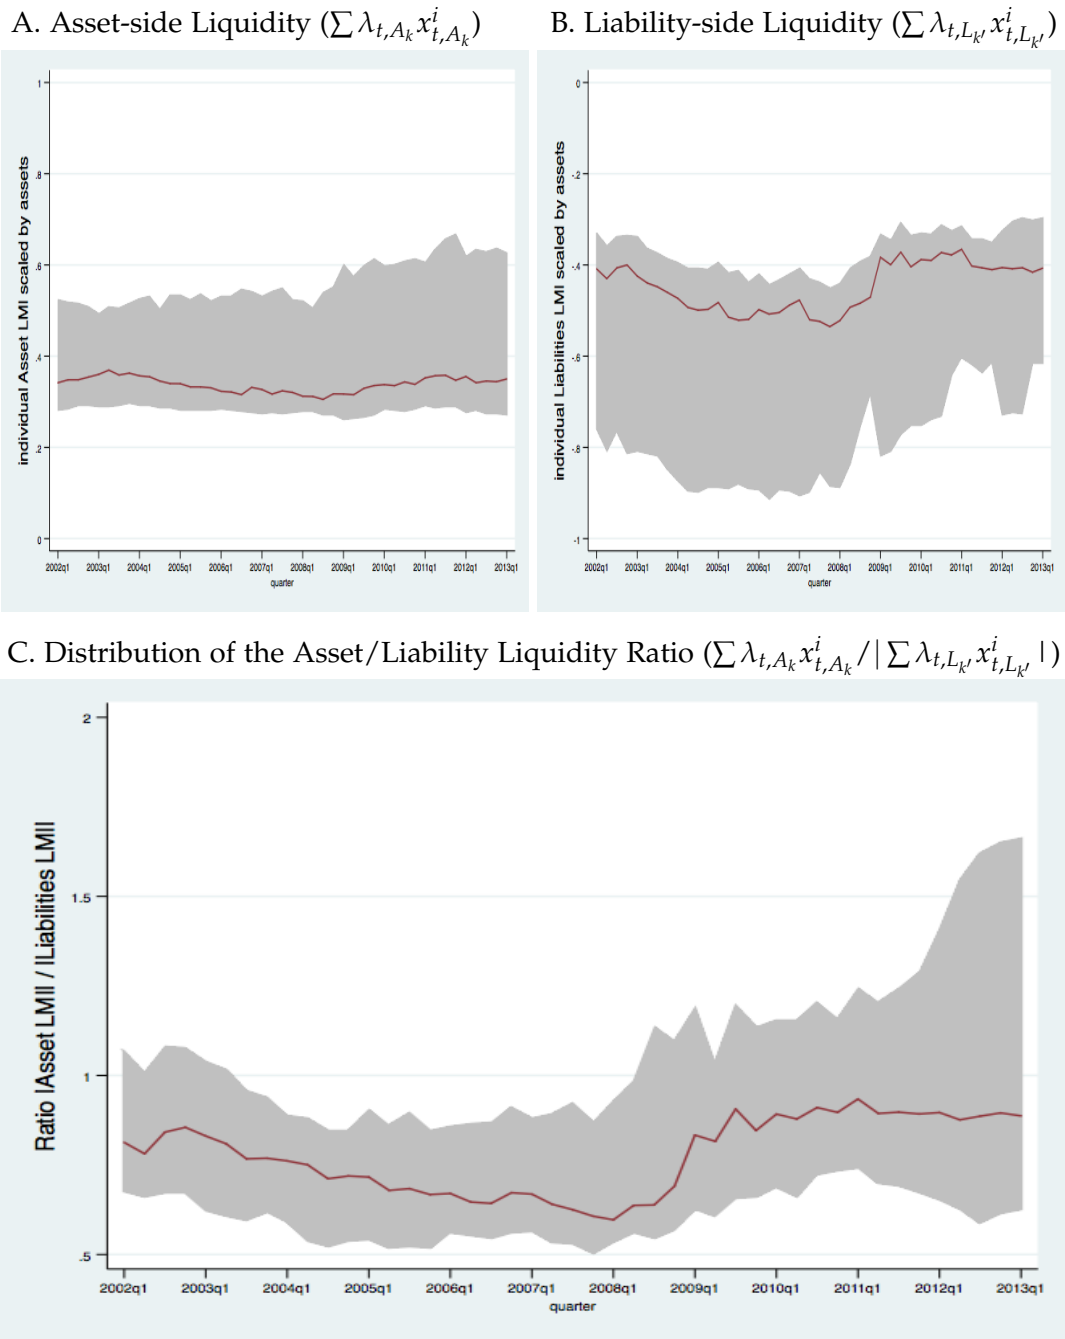 A. Asset-side Liquidity (∑ λ_{t,A_k} x^i_{t,A_k})
B. Liability-side Liquidity (∑ λ_{t,L_{k′}} x^i_{t,L_{k′}})
individual Asset LMI scaled by assets
1
.8
.6
.4
.2
0
2002q1 2003q1 2004q1 2005q1 2006q1 2007q1 2008q1 2009q1 2010q1 2011q1 2012q1 2013q1
quarter
individual Liabilities LMI scaled by assets
0
-.2
-.4
-.6
-.8
-1
2002q1 2003q1 2004q1 2005q1 2006q1 2007q1 2008q1 2009q1 2010q1 2011q1 2012q1 2013q1
quarter
C. Distribution of the Asset/Liability Liquidity Ratio (∑ λ_{t,A_k} x^i_{t,A_k} / | ∑ λ_{t,L_{k′}} x^i_{t,L_{k′}} |)
Ratio |Asset LMI| / |Liabilities LMI|
2
1.5
1
.5
2002q1 2003q1 2004q1 2005q1 2006q1 2007q1 2008q1 2009q1 2010q1 2011q1 2012q1 2013q1
quarter